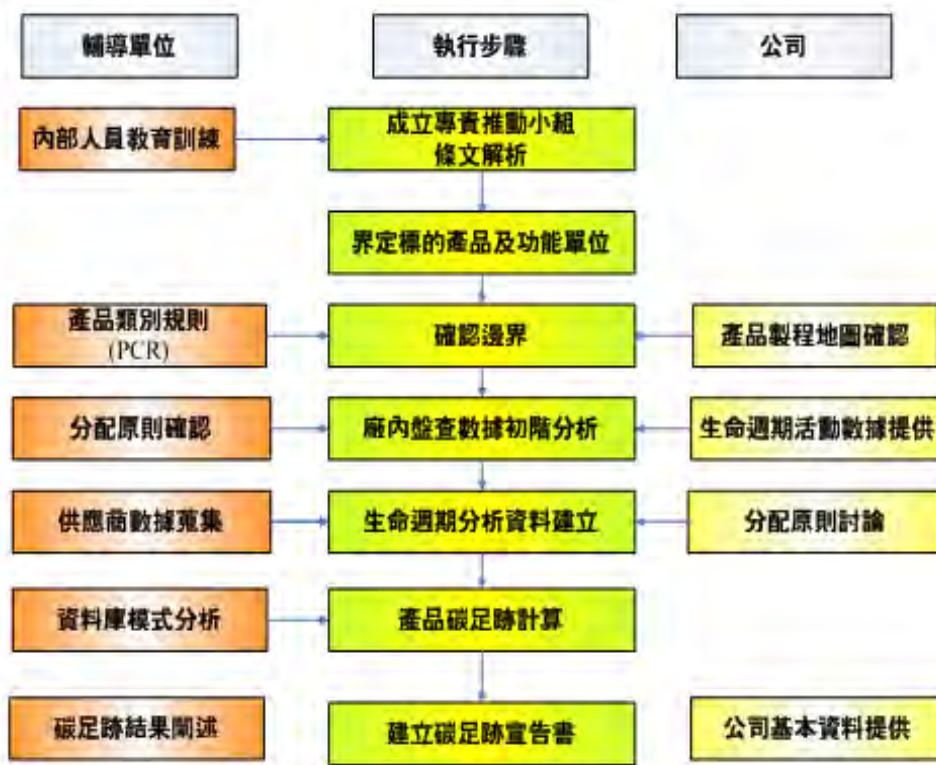 輔導單位
執行步驟
公司
內部人員教育訓練
成立專責推動小組
條文解析
界定標的產品及功能單位
產品類別規則
(PCR)
確認邊界
產品製程地圖確認
分配原則確認
廠內盤查數據初階分析
生命週期活動數據提供
供應商數據蒐集
生命週期分析資料建立
分配原則討論
資料庫模式分析
產品碳足跡計算
碳足跡結果闡述
建立碳足跡宣告書
公司基本資料提供